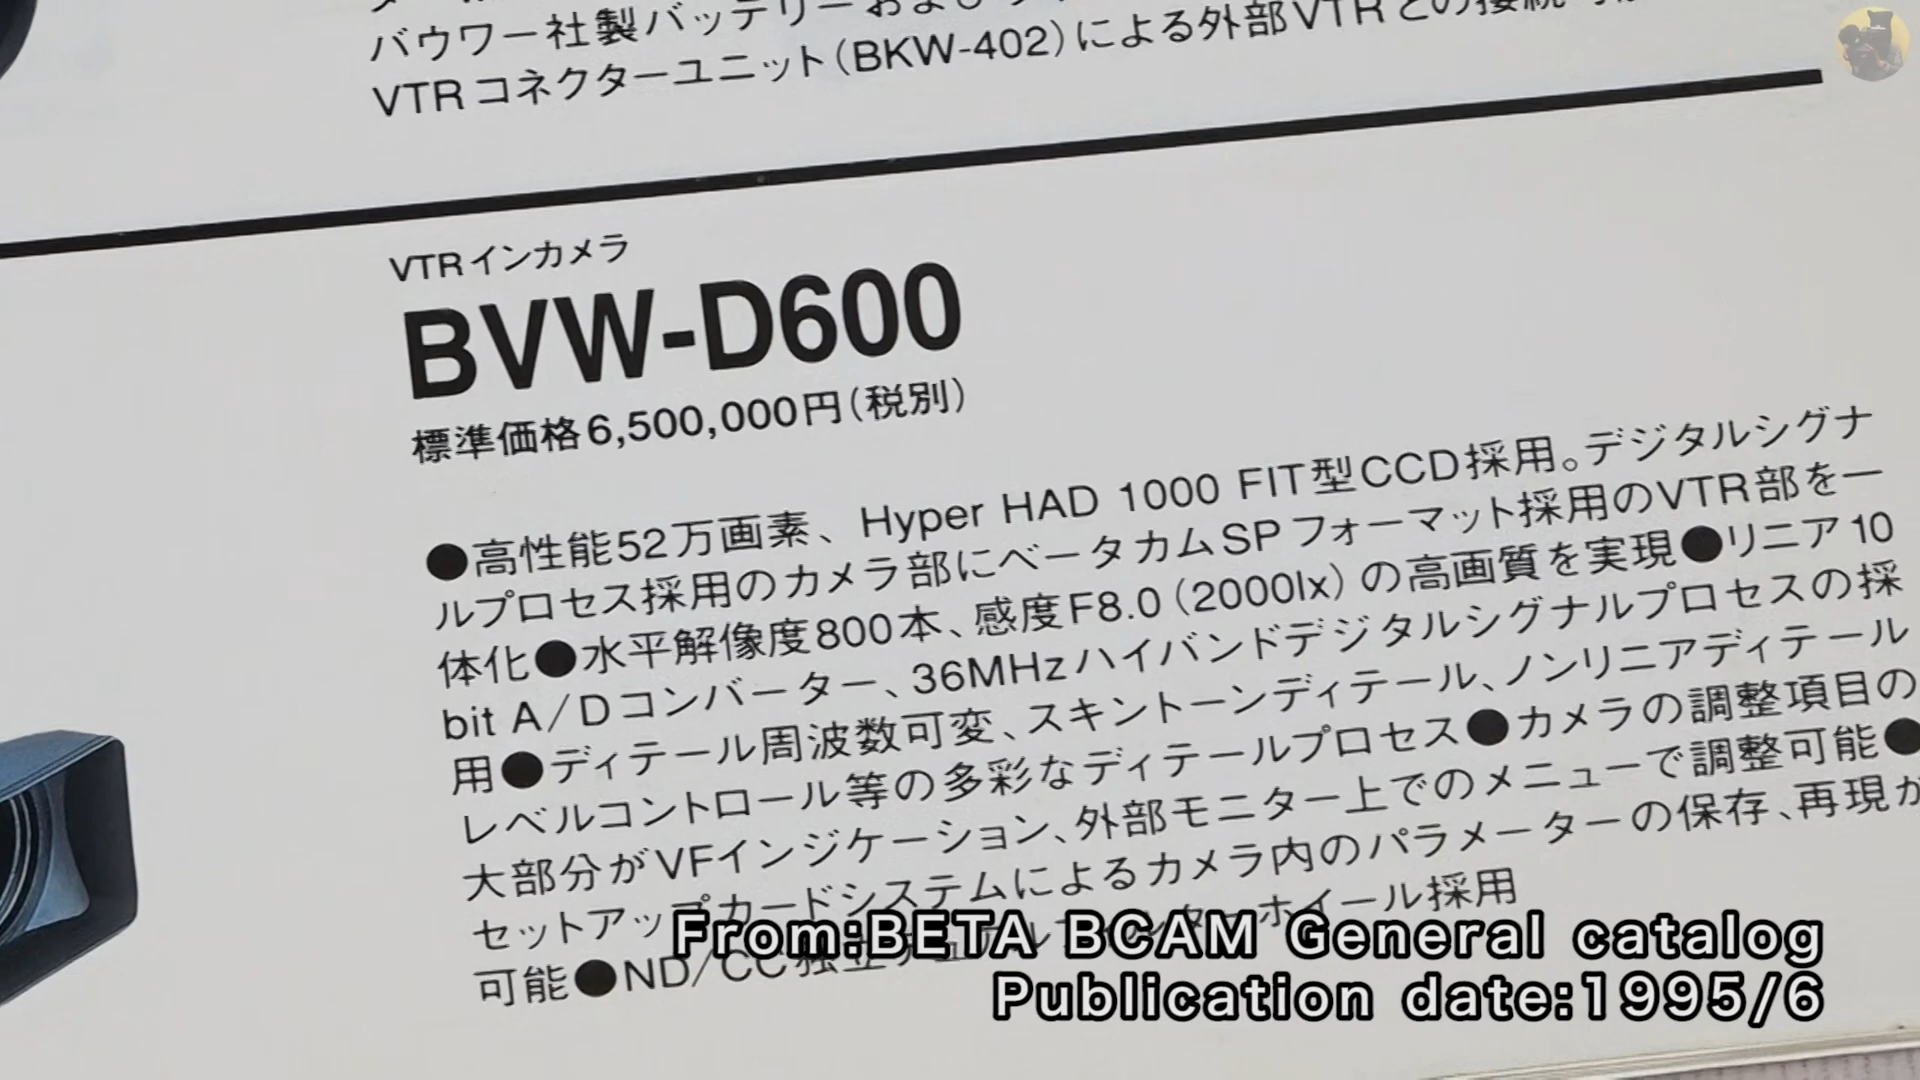 バウワー社製バッテリーおよび
VTRコネクターユニット(BKW-402)による外部VTRとの接続
VTRインカメラ
BVW-D600
標準価格6,500,000円(税別)
●高性能52万画素、Hyper HAD 1000 FIT型CCD採用。デジタルシグナ
ルプロセス採用のカメラ部にベータカムSPフォーマット採用のVTR部を一
体化●水平解像度800本、感度F8.0(2000lx)の高画質を実現●リニア10
bit A/Dコンバーター、36MHzハイバンドデジタルシグナルプロセスの採
用●ディテール周波数可変、スキントーンディテール、ノンリニアディテール
レベルコントロール等の多彩なディテールプロセス●カメラの調整項目の
大部分がVFインジケーション、外部モニター上でのメニューで調整可能●
セットアップカードシステムによるカメラ内のパラメーターの保存、再現が
可能●ND/CC独立デュアルフィルターホイール採用
From:BETA BCAM General catalog
Publication date:1995/6